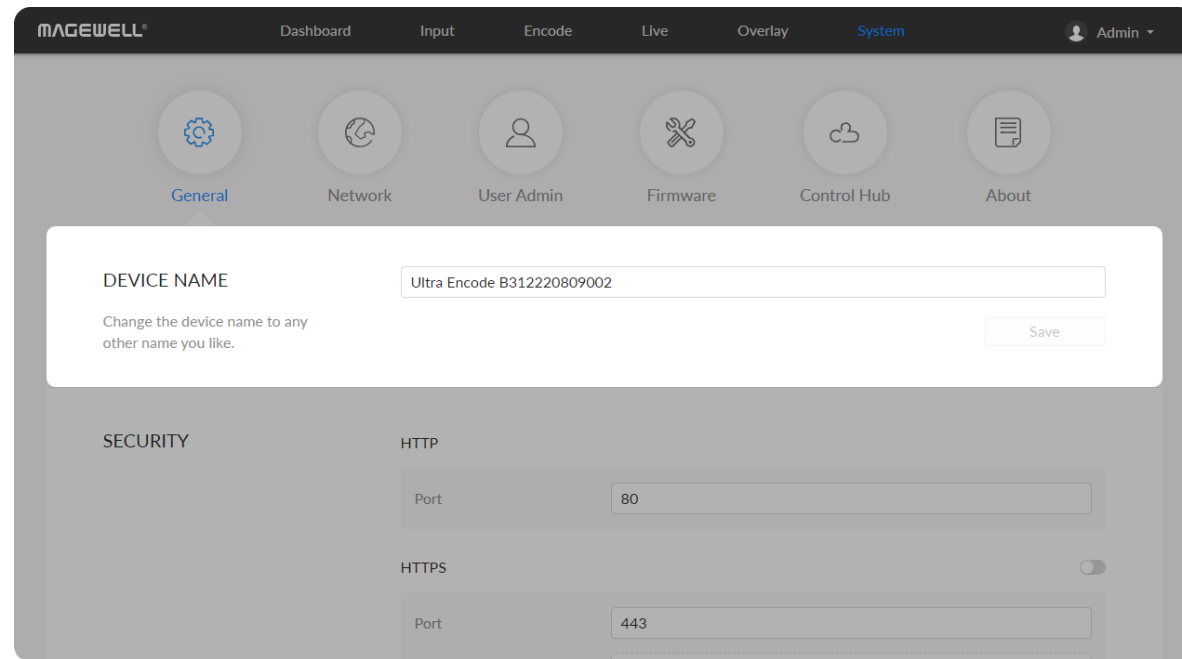 MAGEWELL®
Dashboard Input Encode Live Overlay System Admin
General Network User Admin Firmware Control Hub About
DEVICE NAME
Ultra Encode B312220809002
Change the device name to any
other name you like.
Save
SECURITY
HTTP
Port 80
HTTPS
Port 443